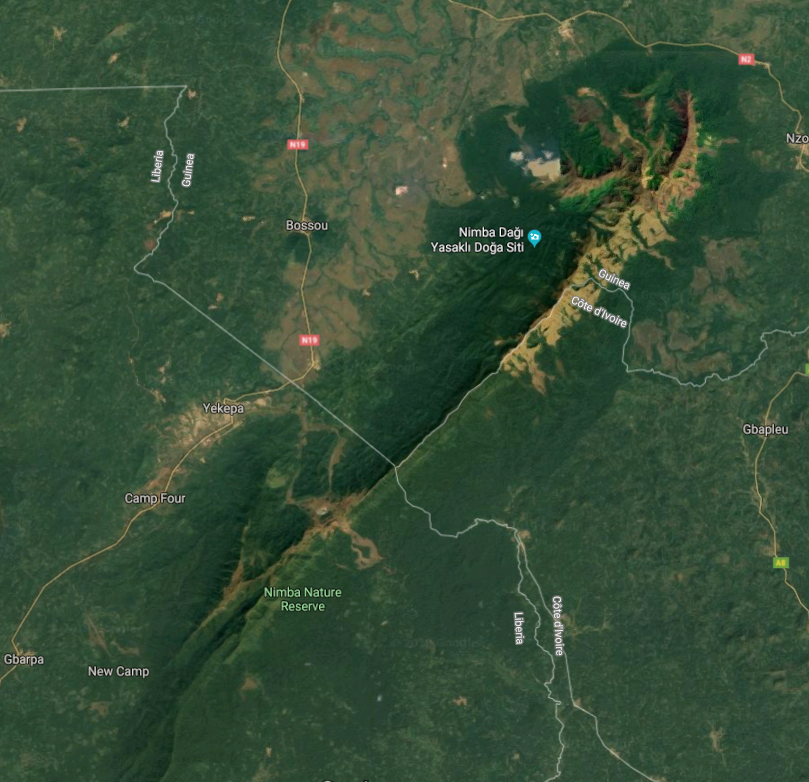 N2
Nzo
N19
Liberia
Guinea
Bossou
Nimba Dağı
Yasaklı Doğa Siti
Guinea
Côte d'Ivoire
N19
Yekepa
Gbapleu
Camp Four
A8
Nimba Nature
Reserve
Liberia
Côte d'Ivoire
Gbarpa
New Camp